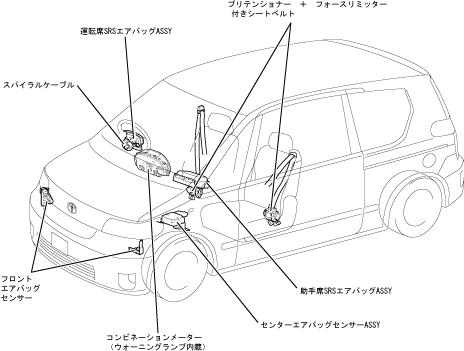 プリテンショナー ＋ フォースリミッター
付きシートベルト
運転席SRSエアバッグASSY
スパイラルケーブル
フロント
エアバッグ
センサー
助手席SRSエアバッグASSY
センターエアバッグセンサーASSY
コンビネーションメーター
（ウォーニングランプ内蔵）